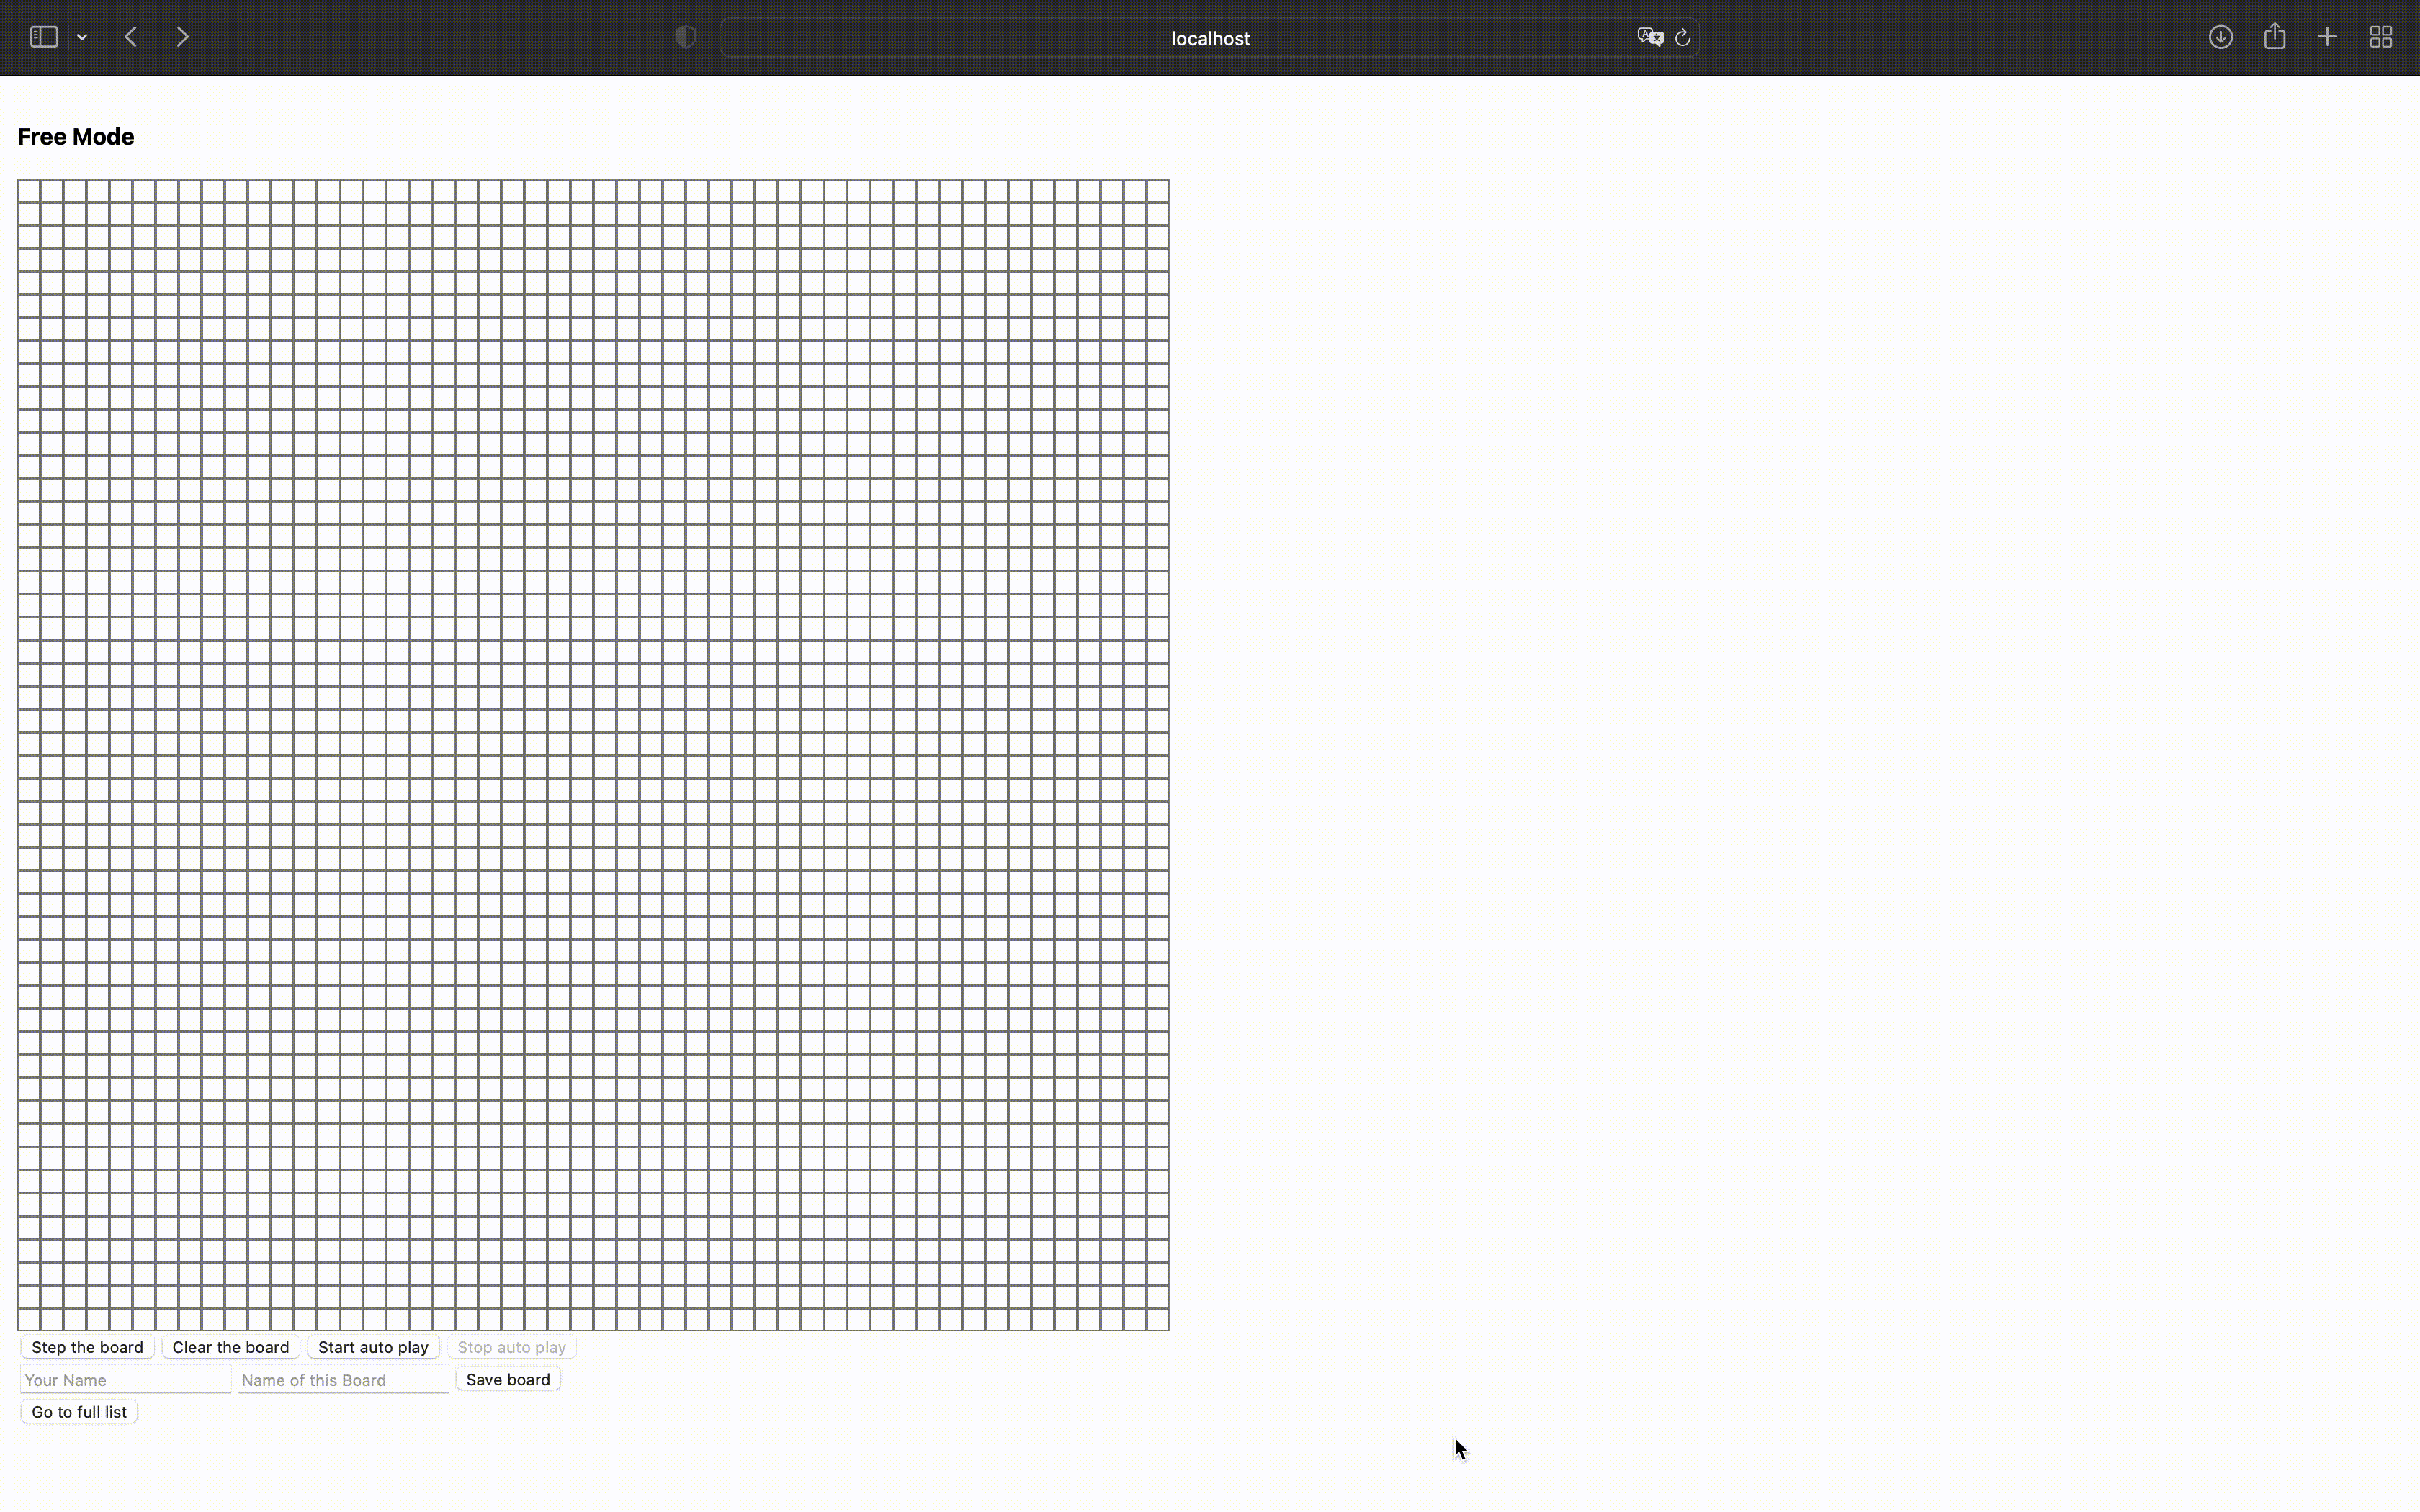 localhost
Free Mode
Step the board Clear the board Start auto play Stop auto play
Your Name Name of this Board Save board
Go to full list